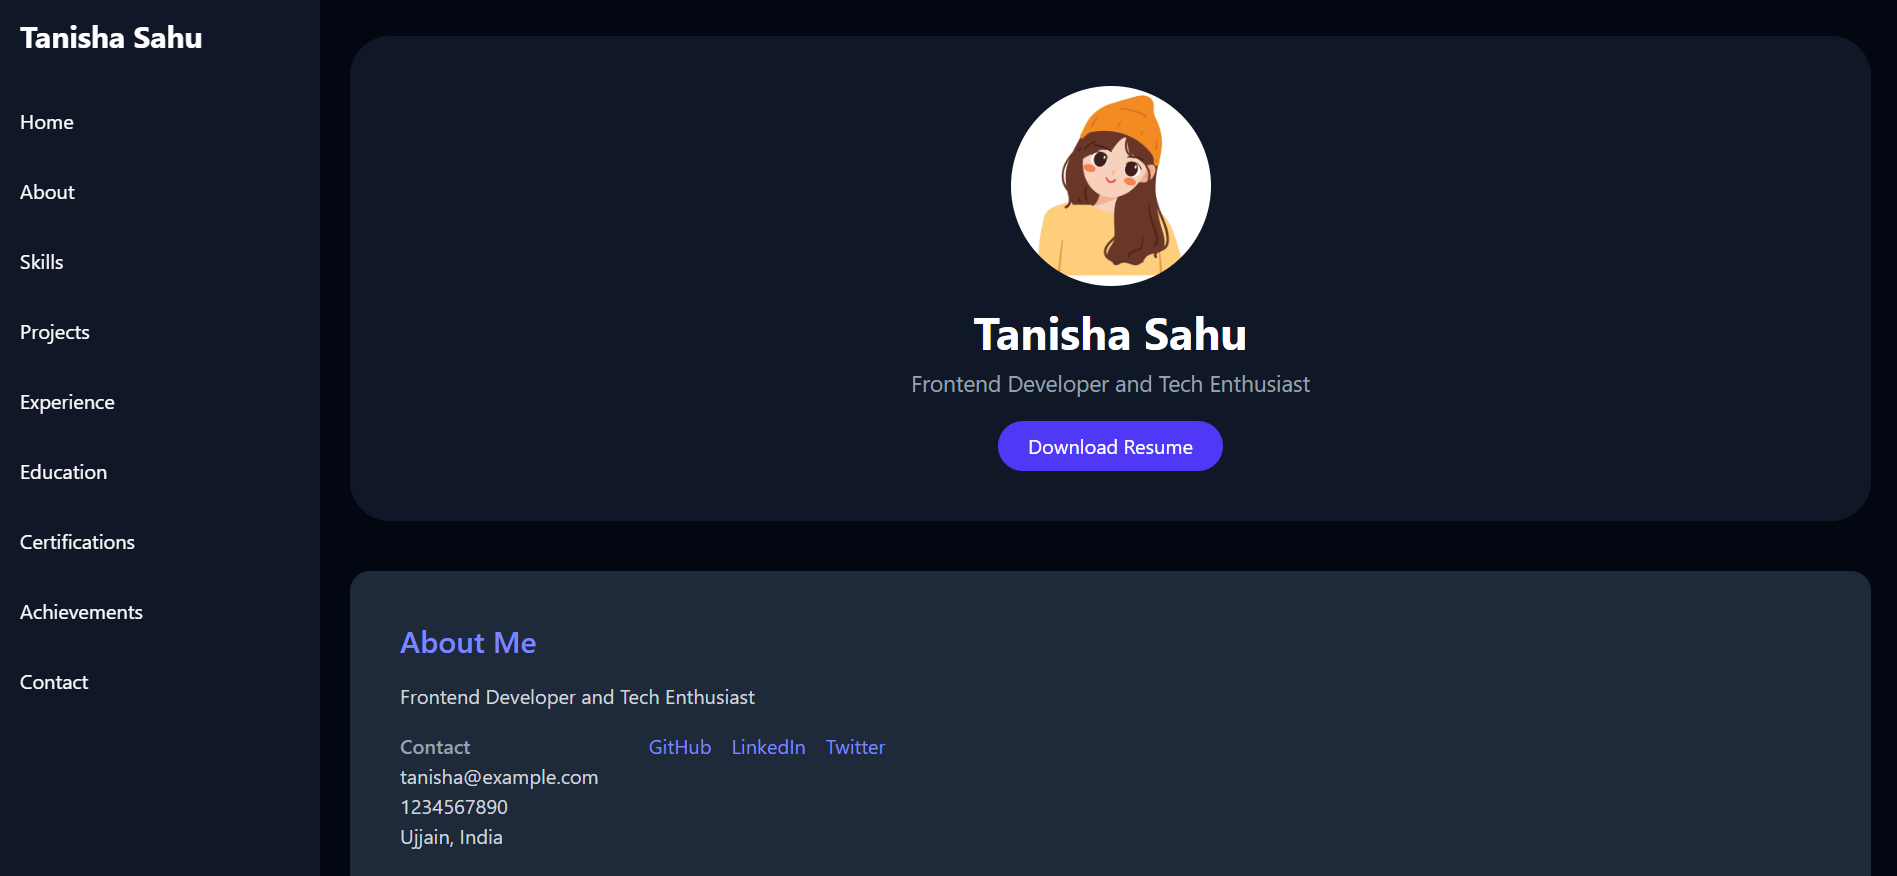 Tanisha Sahu
Home
About
Skills
Projects
Experience
Education
Certifications
Achievements
Contact
Tanisha Sahu
Frontend Developer and Tech Enthusiast
Download Resume
About Me
Frontend Developer and Tech Enthusiast
Contact
tanisha@example.com
1234567890
Ujjain, India
GitHub LinkedIn Twitter